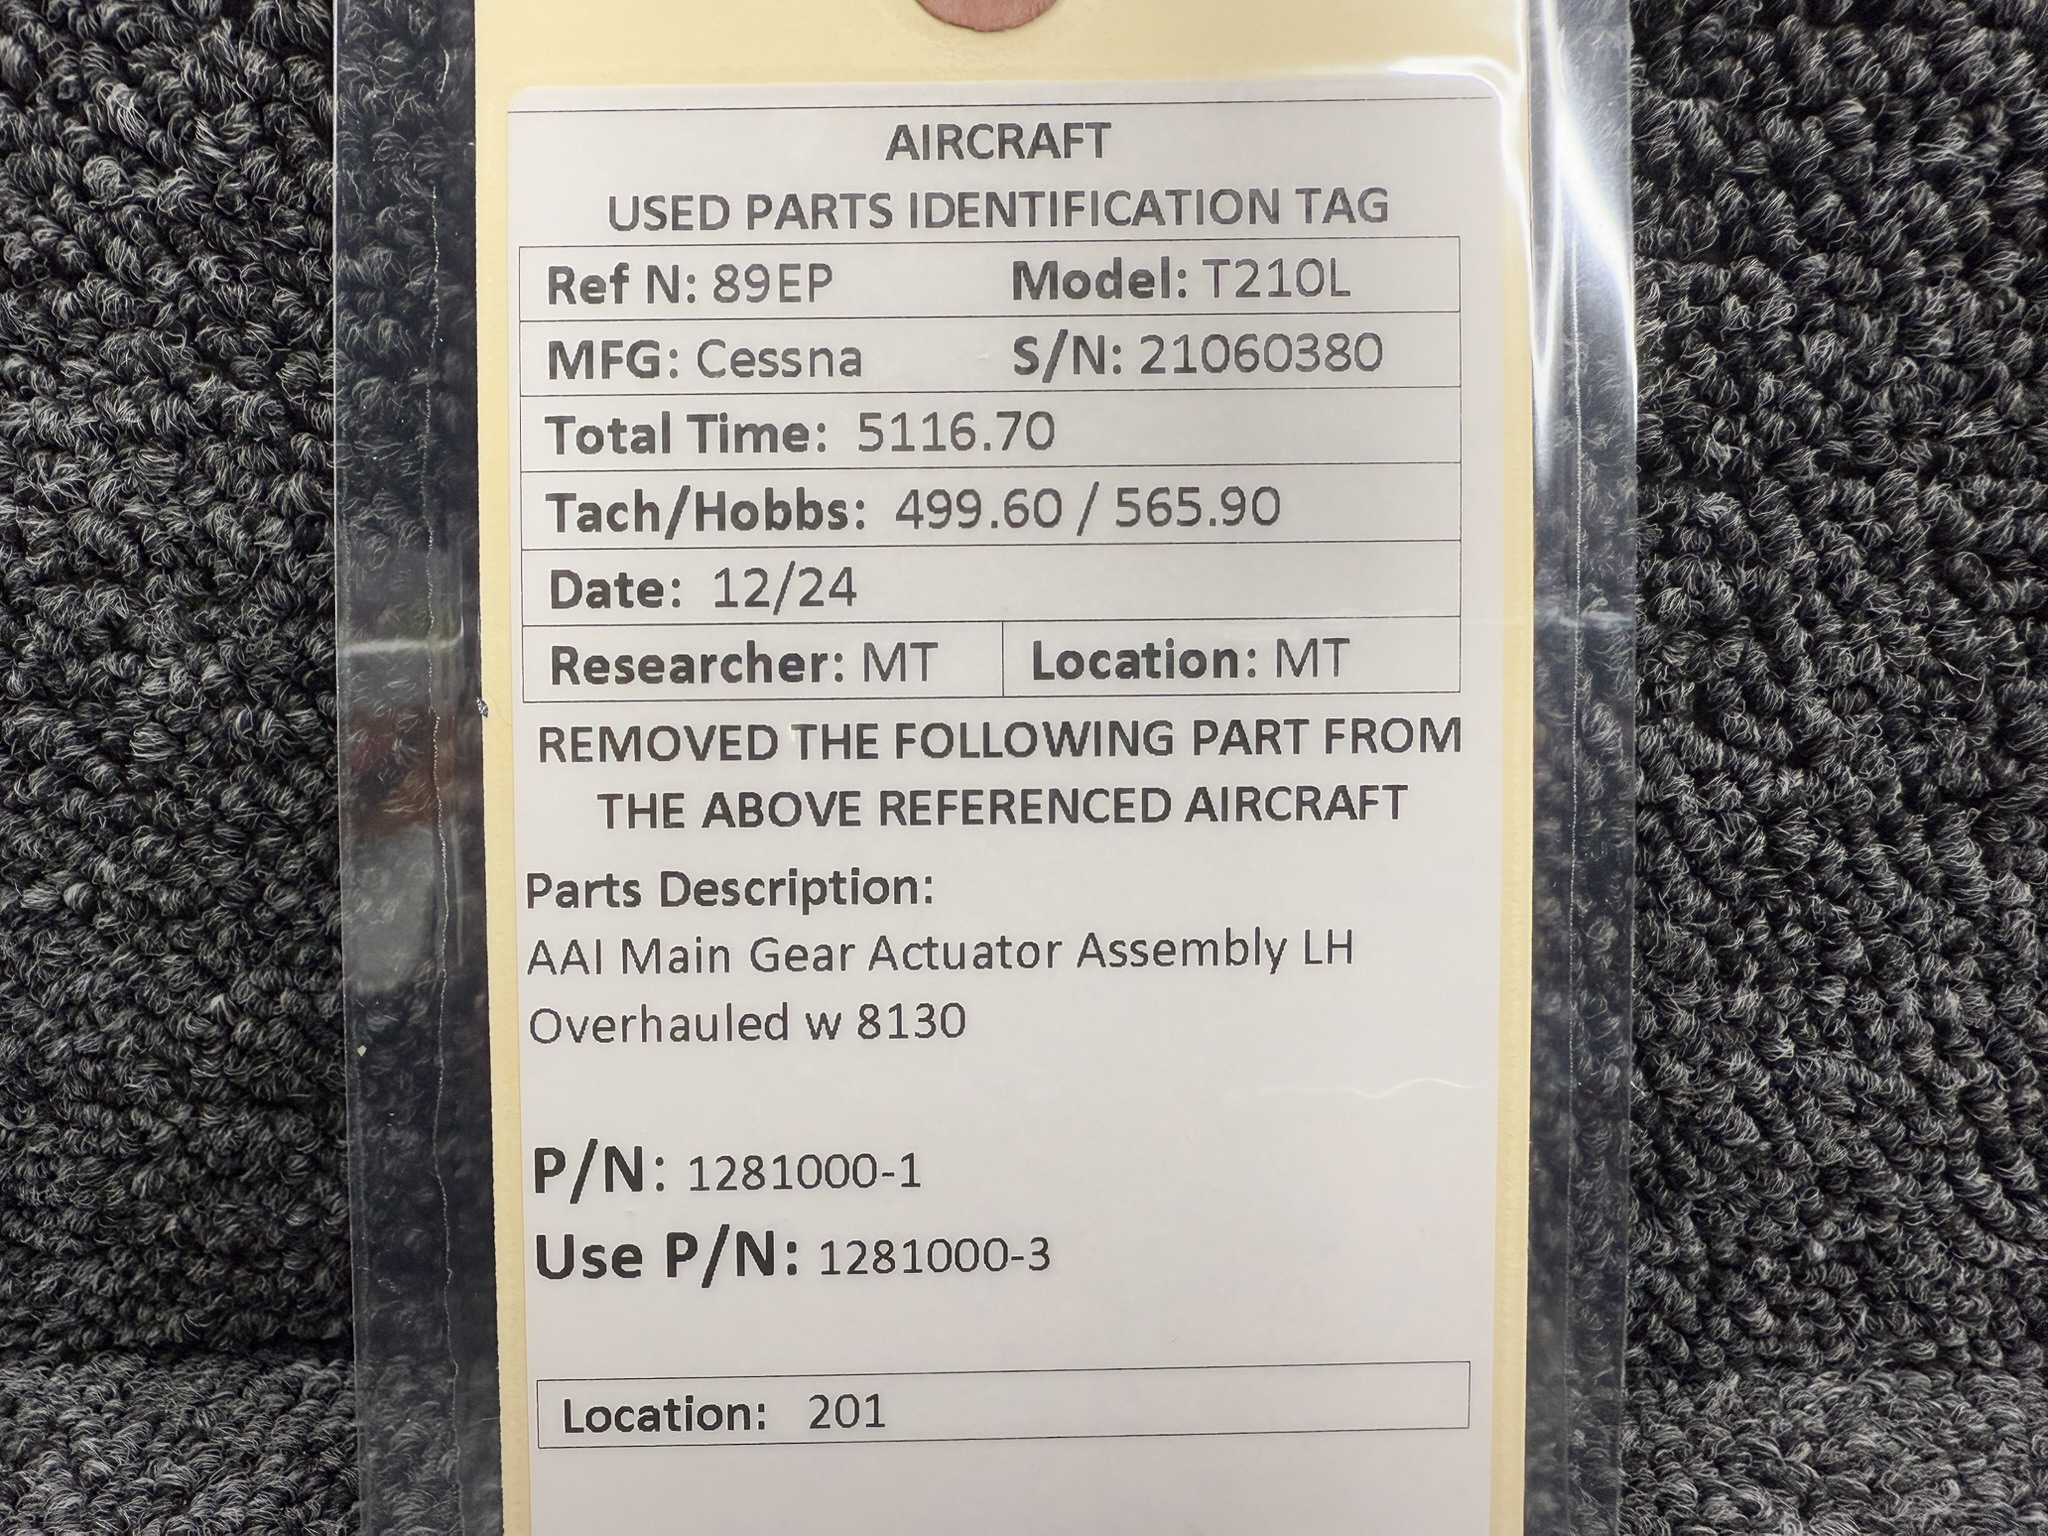 AIRCRAFT
USED PARTS IDENTIFICATION TAG
Ref N: 89EP Model: T210L
MFG: Cessna S/N: 21060380
Total Time: 5116.70
Tach/Hobbs: 499.60 / 565.90
Date: 12/24
Researcher: MT Location: MT
REMOVED THE FOLLOWING PART FROM
THE ABOVE REFERENCED AIRCRAFT
Parts Description:
AAI Main Gear Actuator Assembly LH
Overhauled w 8130
P/N: 1281000-1
Use P/N: 1281000-3
Location: 201